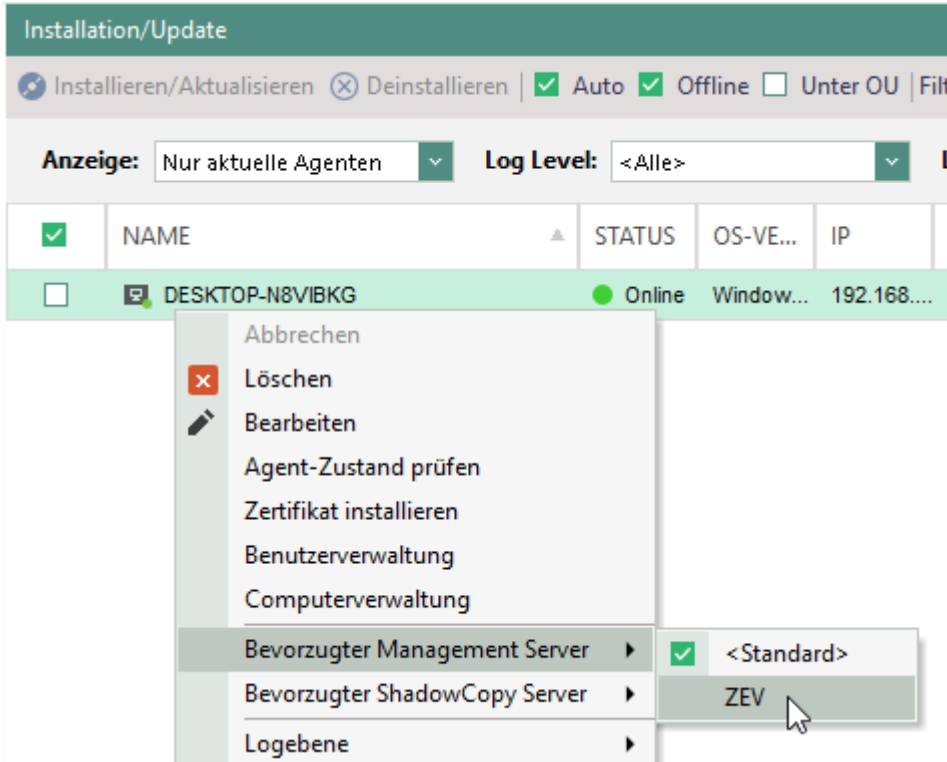 Installation/Update
Installieren/Aktualisieren Deinstallieren Auto Offline Unter OU Filt
Anzeige: Nur aktuelle Agenten Log Level: <Alle> L
NAME STATUS OS-VE... IP
DESKTOP-N8VIBKG Online Window... 192.168....
Abbrechen
Löschen
Bearbeiten
Agent-Zustand prüfen
Zertifikat installieren
Benutzerverwaltung
Computerverwaltung
Bevorzugter Management Server <Standard>
Bevorzugter ShadowCopy Server ZEV
Logebene